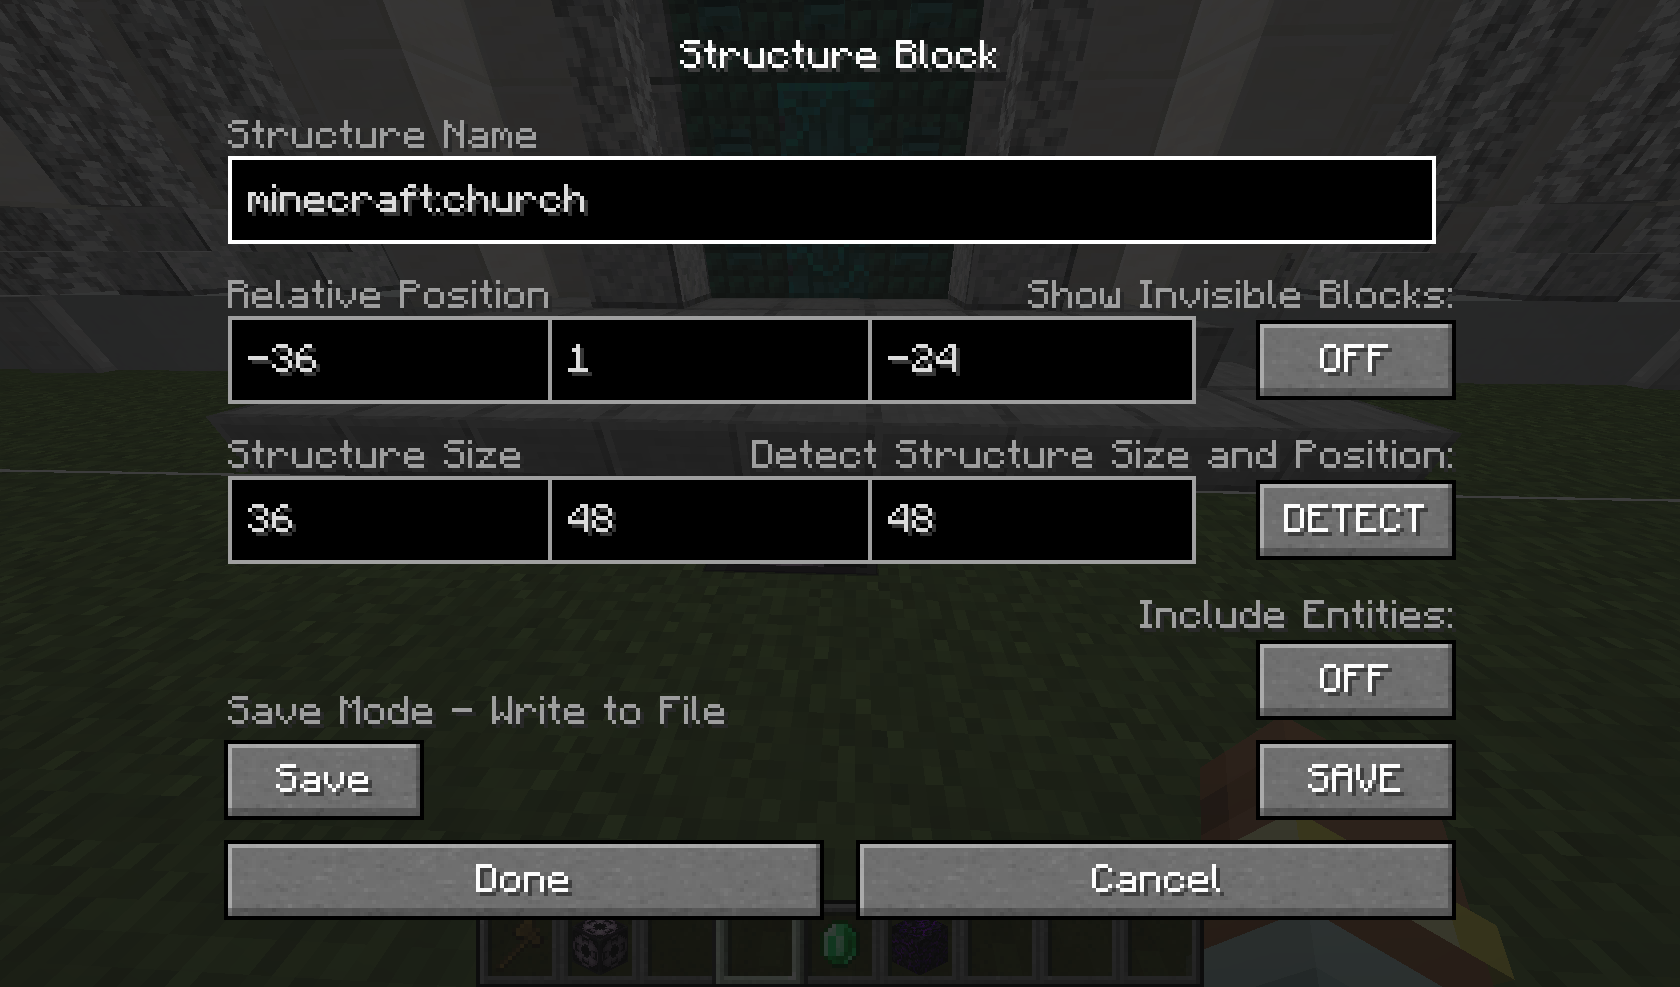 Structure Block
Structure Name
minecraft:church
Relative Position Show Invisible Blocks:
-36 1 -24 OFF
Structure Size Detect Structure Size and Position:
36 48 48 DETECT
Include Entities:
OFF
Save Mode - Write to File
Save SAVE
Done Cancel